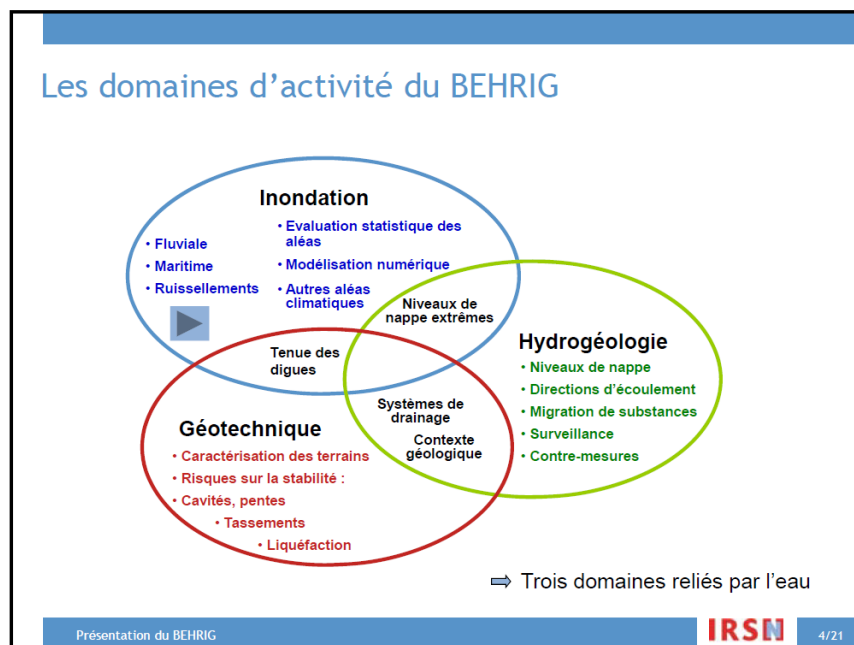 Les domaines d'activité du BEHRIG
Inondation
• Fluviale
• Maritime
• Ruissellements
• Evaluation statistique des
aléas
• Modélisation numérique
• Autres aléas
climatiques
Niveaux de
nappe extrêmes
Hydrogéologie
• Niveaux de nappe
• Directions d'écoulement
• Migration de substances
• Surveillance
• Contre-mesures
Tenue des
digues
Systèmes de
drainage
Contexte
géologique
Géotechnique
• Caractérisation des terrains
• Risques sur la stabilité :
• Cavités, pentes
• Tassements
• Liquéfaction
⇨ Trois domaines reliés par l'eau
Présentation du BEHRIG
IRSN
4/21